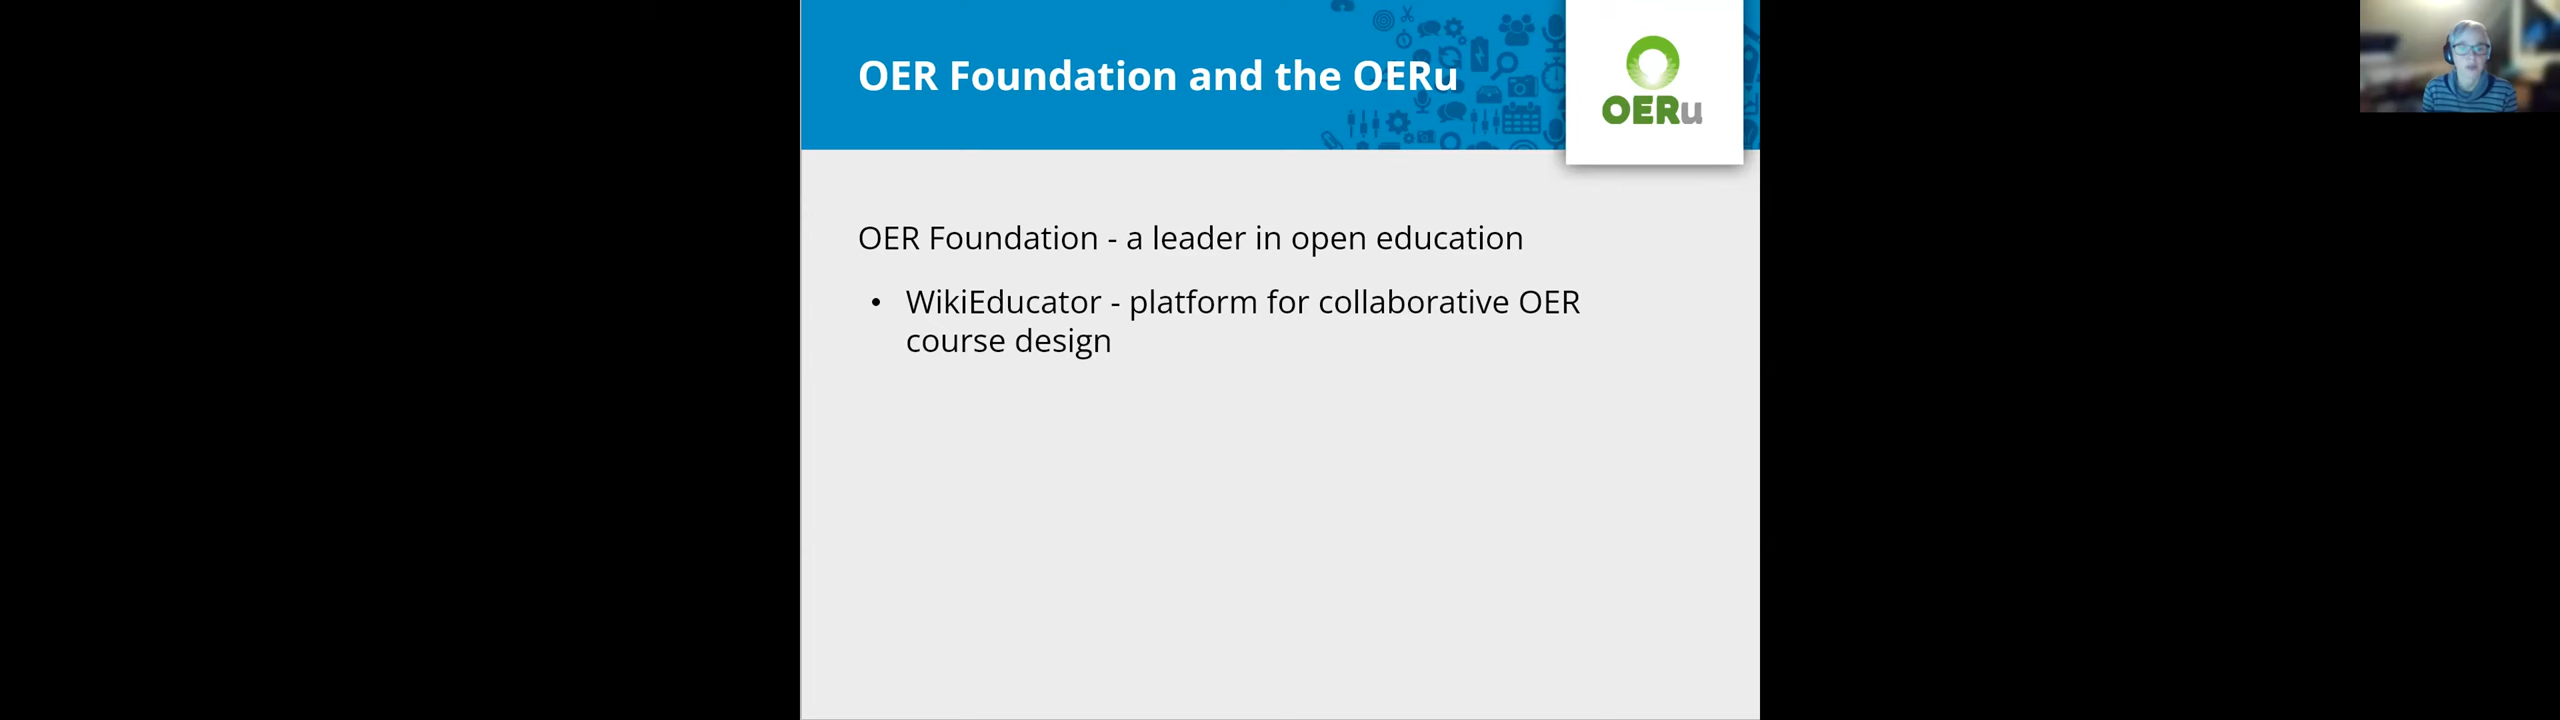 OER Foundation and the OERu
OERu
OER Foundation - a leader in open education
• WikiEducator - platform for collaborative OER
course design